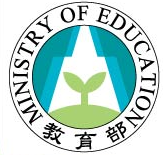 MINISTRY OF EDUCATION
教育部